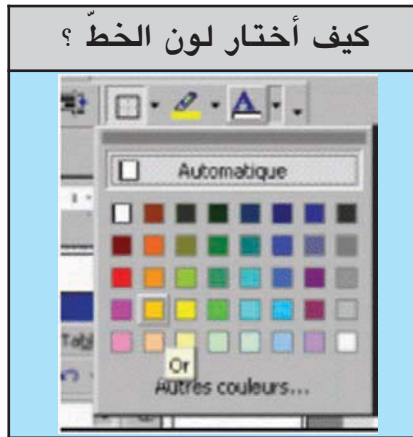 كيف أختار لون الخطّ ؟
A
Automatique
Or
Autres couleurs...